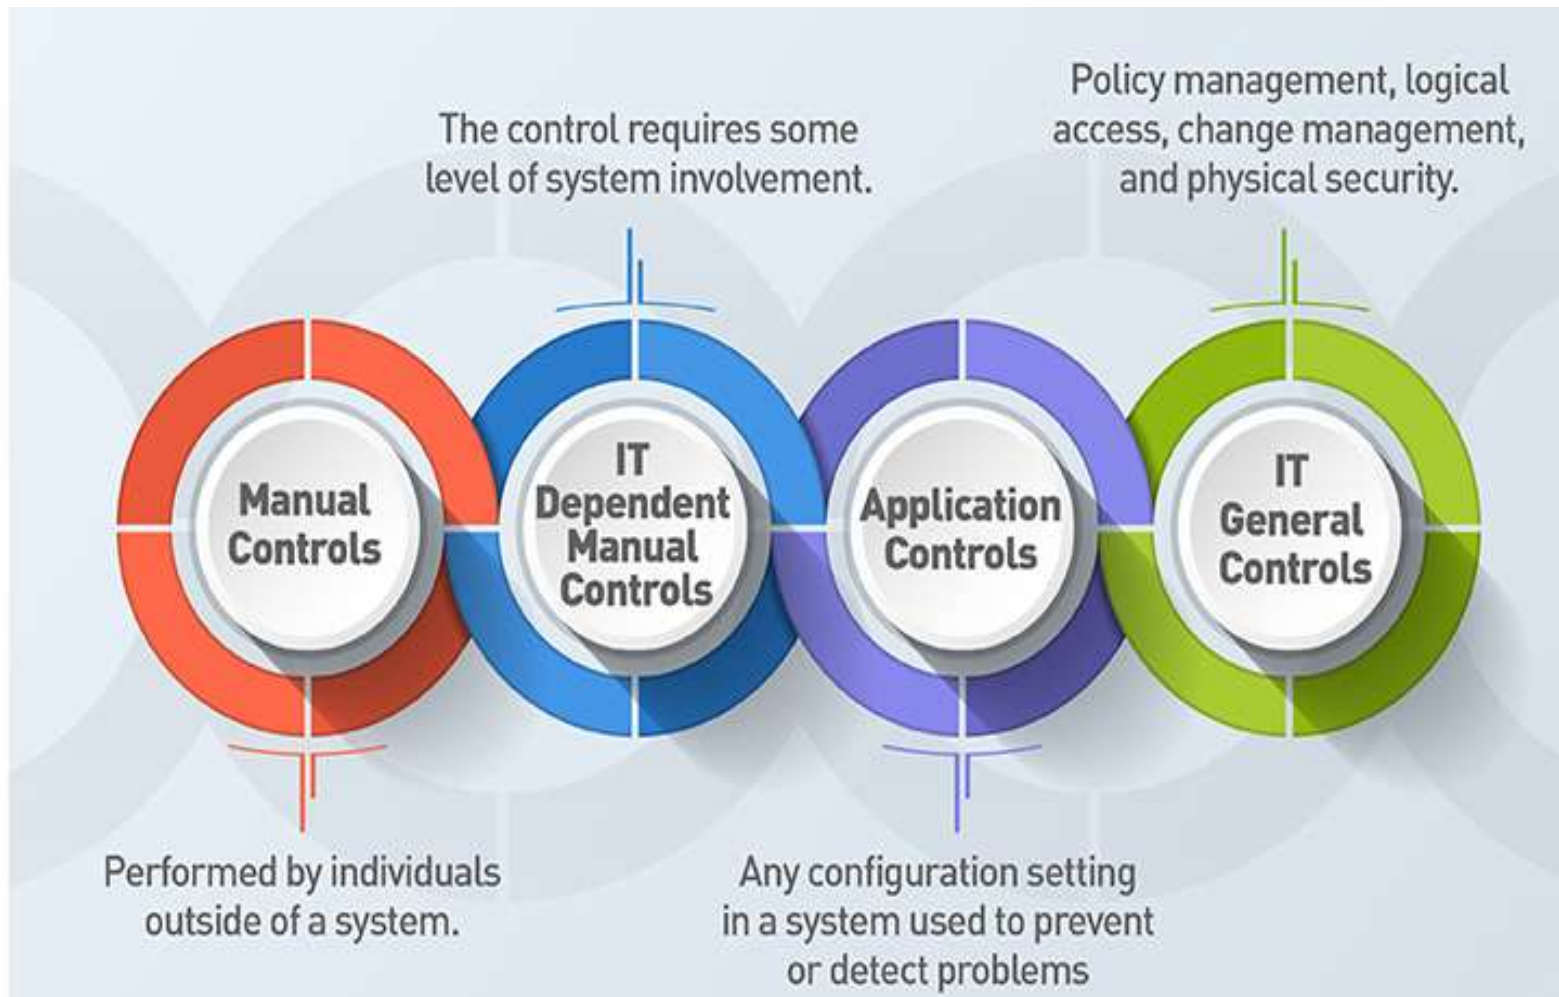 Policy management, logical
access, change management,
and physical security.
The control requires some
level of system involvement.
Manual
Controls
IT
Dependent
Manual
Controls
Application
Controls
IT
General
Controls
Performed by individuals
outside of a system.
Any configuration setting
in a system used to prevent
or detect problems